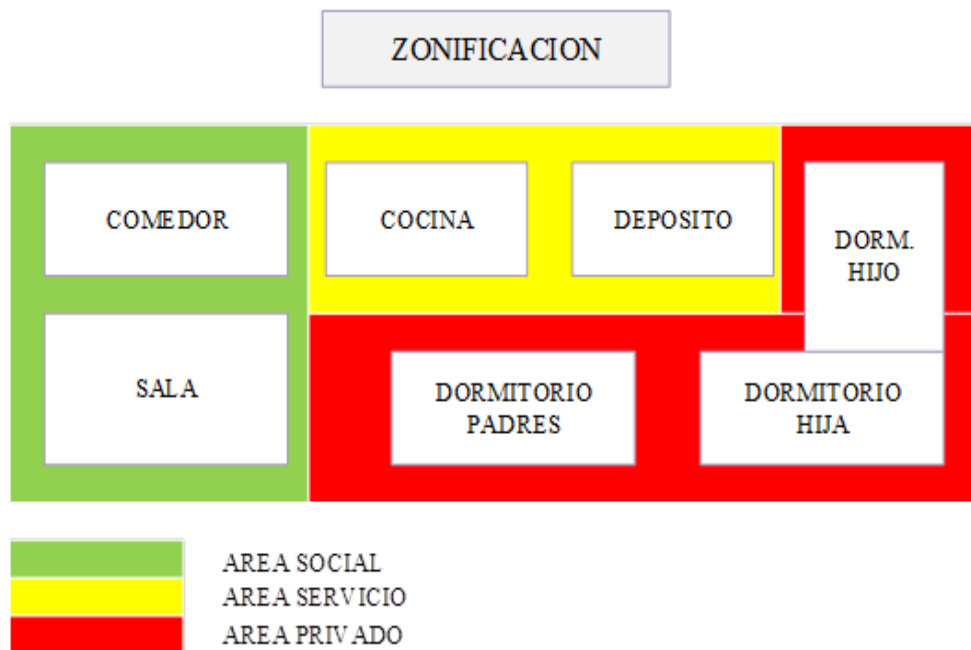 ZONIFICACION
COMEDOR
COCINA
DEPOSITO
DORM.
HIJO
SALA
DORMITORIO
PADRES
DORMITORIO
HIJA
AREA SOCIAL
AREA SERVICIO
AREA PRIVADO